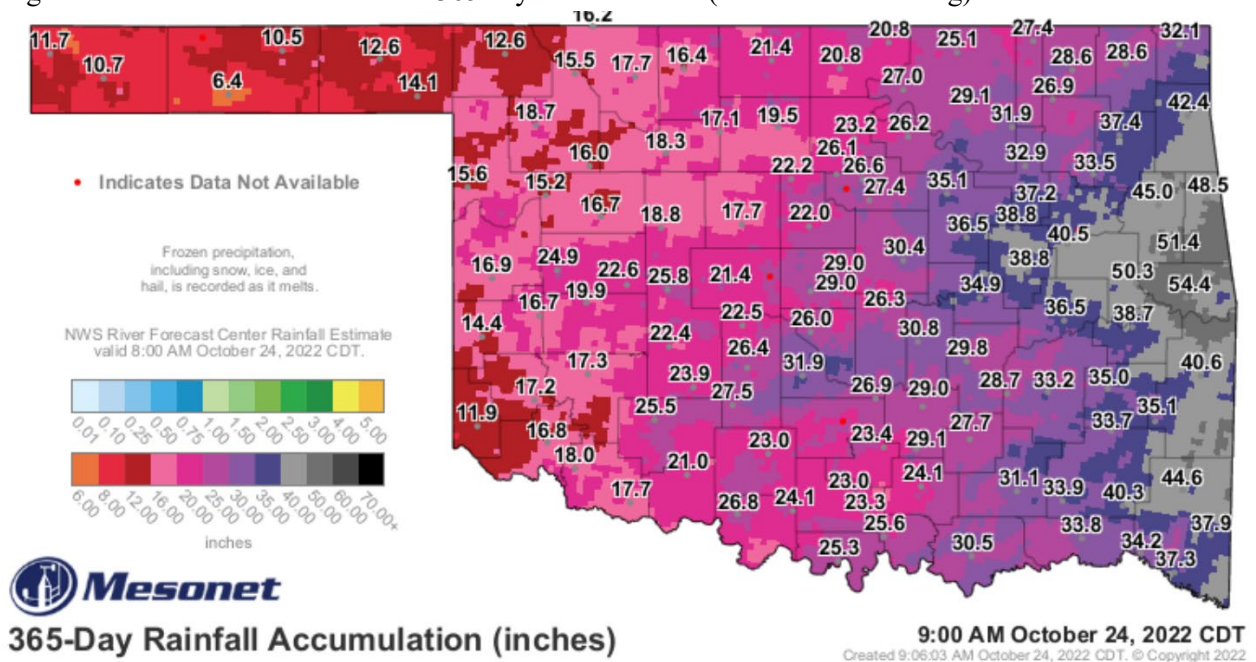 16.2
11.7 10.5 12.6 12.6 21.4 20.8 25.1 27.4 32.1
10.7 6.4 14.1 15.5 17.7 16.4 20.8 27.0 28.6 28.6
18.7 17.1 19.5 29.1 26.9 42.4
16.0 18.3 23.2 26.2 31.9 37.4
26.1 32.9 33.5
15.6 15.2 22.2 26.6 27.4 35.1 37.2 45.0 48.5
Indicates Data Not Available
16.7 18.8 17.7 22.0 36.5 38.8 40.5
Frozen precipitation,
including snow, ice, and
hail, is recorded as it melts.
16.9 24.9 22.6 25.8 21.4 29.0 30.4 38.8 50.3 51.4
16.7 19.9 29.0 26.3 34.9 36.5 54.4
14.4 22.4 22.5 26.0 30.8 38.7
NWS River Forecast Center Rainfall Estimate
valid 8:00 AM October 24, 2022 CDT.
17.3 26.4 31.9 29.8 40.6
17.2 23.9 27.5 26.9 29.0 28.7 33.2 35.0
11.9 16.8 25.5 23.0 23.4 29.1 27.7 33.7 35.1
0.01 0.10 0.25 0.50 0.75 1.00 1.50 2.00 2.50 3.00 4.00 5.00
18.0 21.0 23.0 24.1 31.1 33.9 40.3 44.6
17.7 26.8 24.1 23.3 25.6 33.8 34.2 37.9
6.00 8.00 12.00 16.00 20.00 25.00 30.00 35.00 40.00 50.00 60.00 70.00+
inches
25.3 30.5 37.3
Mesonet
365-Day Rainfall Accumulation (inches)
9:00 AM October 24, 2022 CDT
Created 9:06:03 AM October 24, 2022 CDT. © Copyright 2022